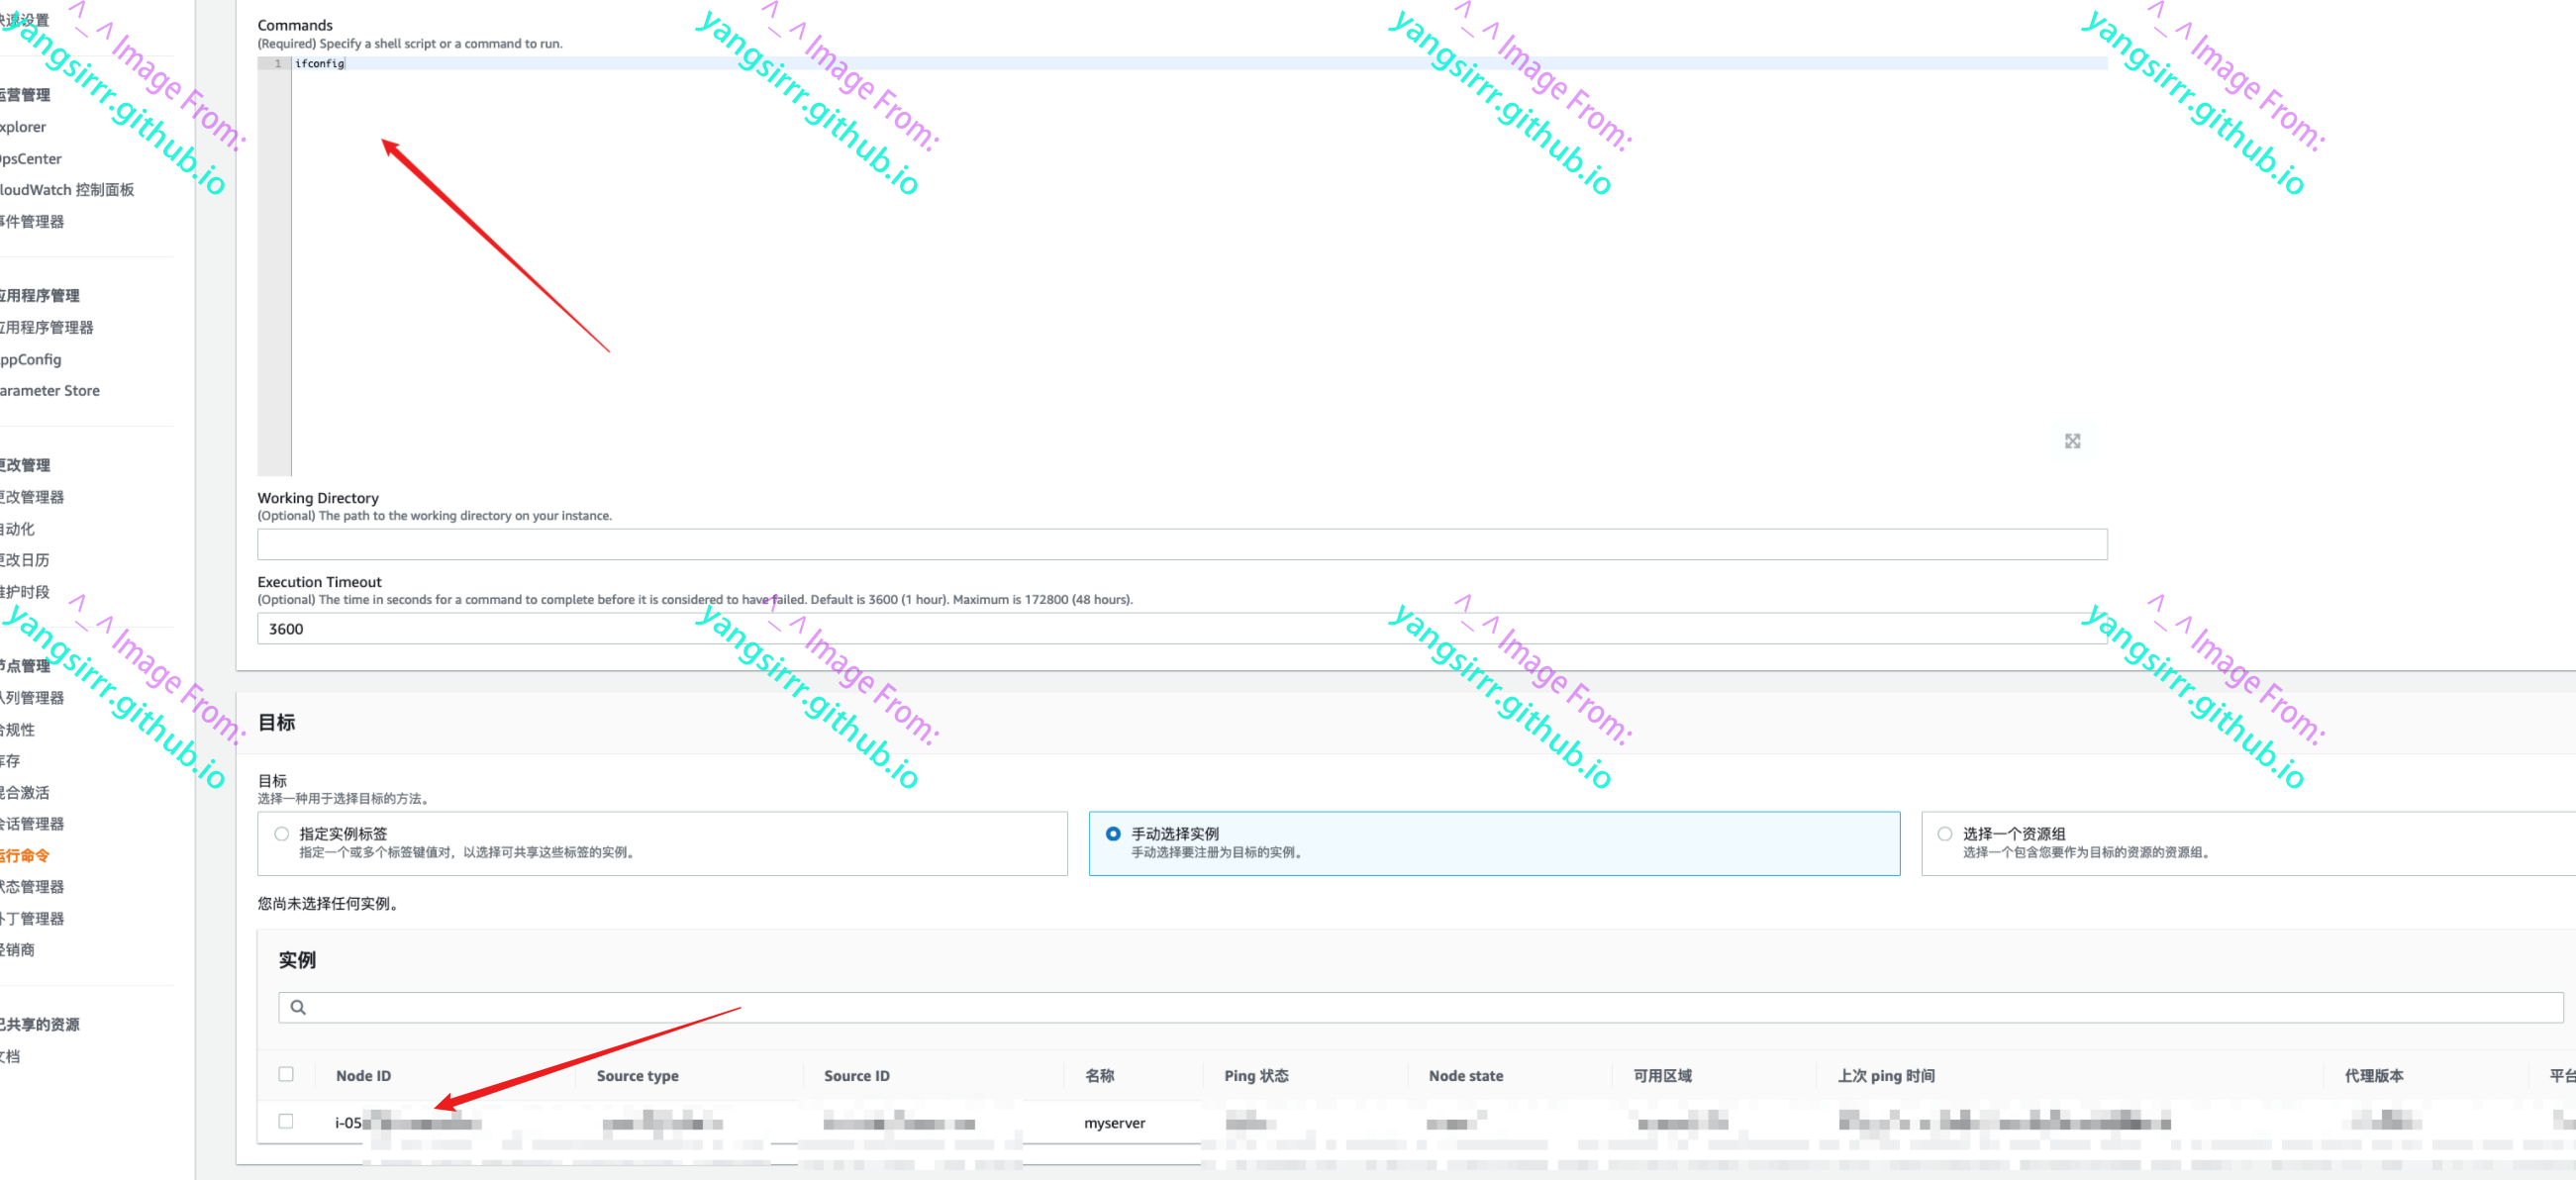 快速设置
运营管理
xplorer
OpsCenter
loudWatch 控制面板
事件管理器
应用程序管理
应用程序管理器
ppConfig
arameter Store
更改管理
更改管理器
自动化
更改日历
维护时段
节点管理
队列管理器
合规性
库存
混合激活
会话管理器
运行命令
状态管理器
补丁管理器
经销商
已共享的资源
文档
Commands
(Required) Specify a shell script or a command to run.
1 ifconfig
Working Directory
(Optional) The path to the working directory on your instance.
Execution Timeout
(Optional) The time in seconds for a command to complete before it is considered to have failed. Default is 3600 (1 hour). Maximum is 172800 (48 hours).
3600
目标
目标
选择一种用于选择目标的方法。
指定实例标签
指定一个或多个标签键值对，以选择可共享这些标签的实例。
手动选择实例
手动选择要注册为目标的实例。
选择一个资源组
选择一个包含您要作为目标的资源的资源组。
您尚未选择任何实例。
实例
Node ID Source type Source ID 名称 Ping 状态 Node state 可用区域 上次 ping 时间 代理版本 平台
i-05 myserver
^_^ Image From:
yangsirrr.github.io
^_^ Image From:
yangsirrr.github.io
^_^ Image From:
yangsirrr.github.io
^_^ Image From:
yangsirrr.github.io
^_^ Image From:
yangsirrr.github.io
^_^ Image From:
yangsirrr.github.io
^_^ Image From:
yangsirrr.github.io
^_^ Image From:
yangsirrr.github.io